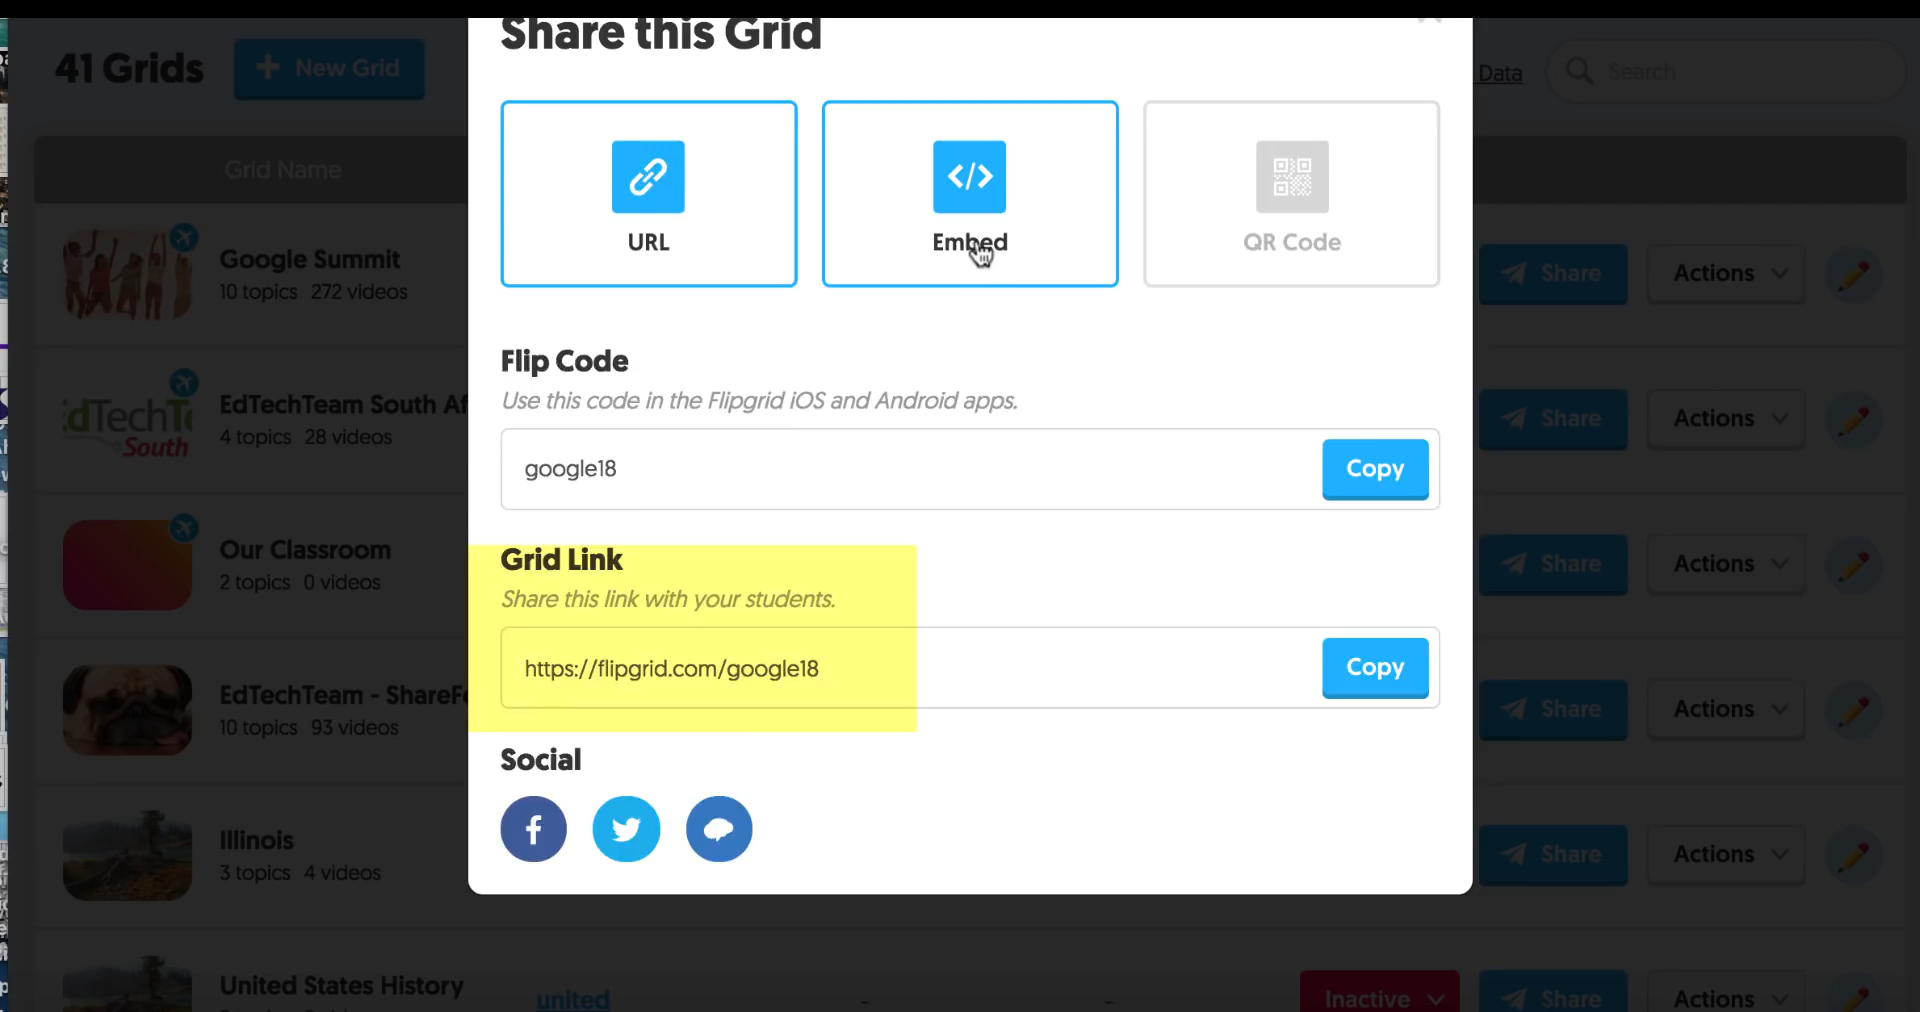 Share this Grid
41 Grids
New Grid
Data
Search
Grid Name
URL
Embed
QR Code
Google Summit
10 topics 272 videos
Share
Actions
Flip Code
Use this code in the Flipgrid iOS and Android apps.
google18
Copy
dTechTe
South
EdTechTeam South Af
4 topics 28 videos
Share
Actions
Grid Link
Share this link with your students.
https://flipgrid.com/google18
Copy
Our Classroom
2 topics 0 videos
Share
Actions
EdTechTeam - ShareFe
10 topics 93 videos
Share
Actions
Social
Illinois
3 topics 4 videos
Share
Actions
United States History
united
-
-
Inactive
Share
Actions